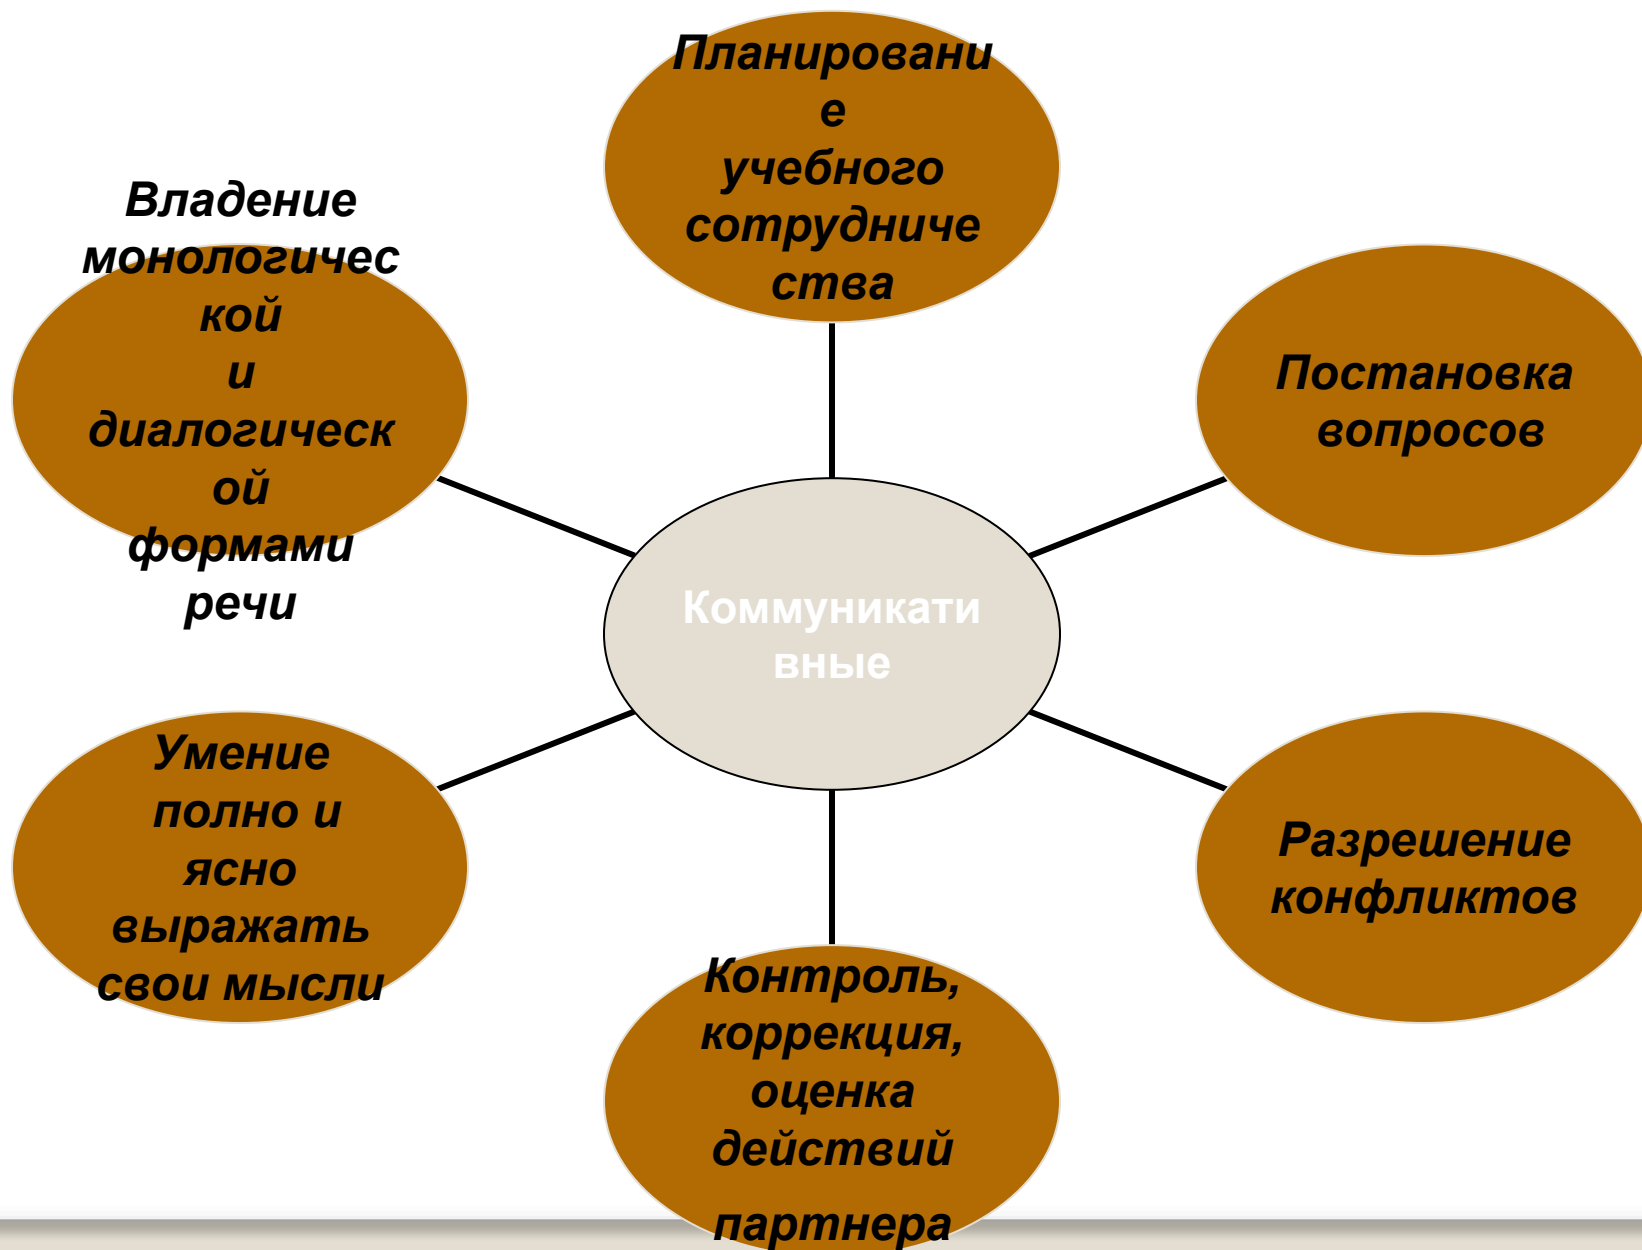 Планировани
е
учебного
сотрудниче
ства
Владение
монологичес
кой
и
диалогическ
ой
формами
речи
Постановка
вопросов
Коммуникати
вные
Умение
полно и
ясно
выражать
свои мысли
Разрешение
конфликтов
Контроль,
коррекция,
оценка
действий
партнера